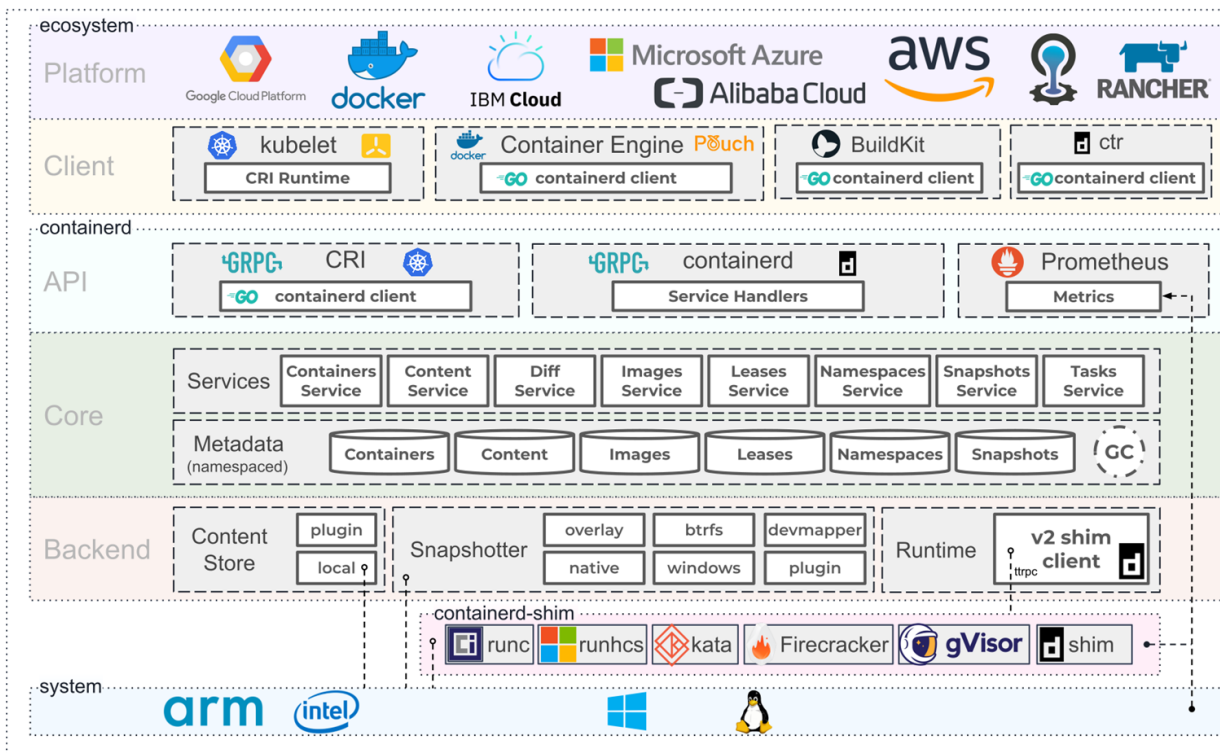 ecosystem
Platform
Google Cloud Platform
docker
IBM Cloud
Microsoft Azure
Alibaba Cloud
aws
RANCHER
Client
kubelet
CRI Runtime
docker
Container Engine
Pouch
GO containerd client
BuildKit
GO containerd client
ctr
GO containerd client
containerd
API
GRPC
CRI
GO containerd client
GRPC
containerd
d
Service Handlers
Prometheus
Metrics
Core
Services
Containers
Service
Content
Service
Diff
Service
Images
Service
Leases
Service
Namespaces
Service
Snapshots
Service
Tasks
Service
Metadata
(namespaced)
Containers
Content
Images
Leases
Namespaces
Snapshots
GC
Backend
Content
Store
plugin
local
Snapshotter
overlay
btrfs
devmapper
native
windows
plugin
Runtime
v2 shim
client
ttrpc
d
containerd-shim
runc
runhcs
kata
Firecracker
gVisor
d
shim
system
arm
intel